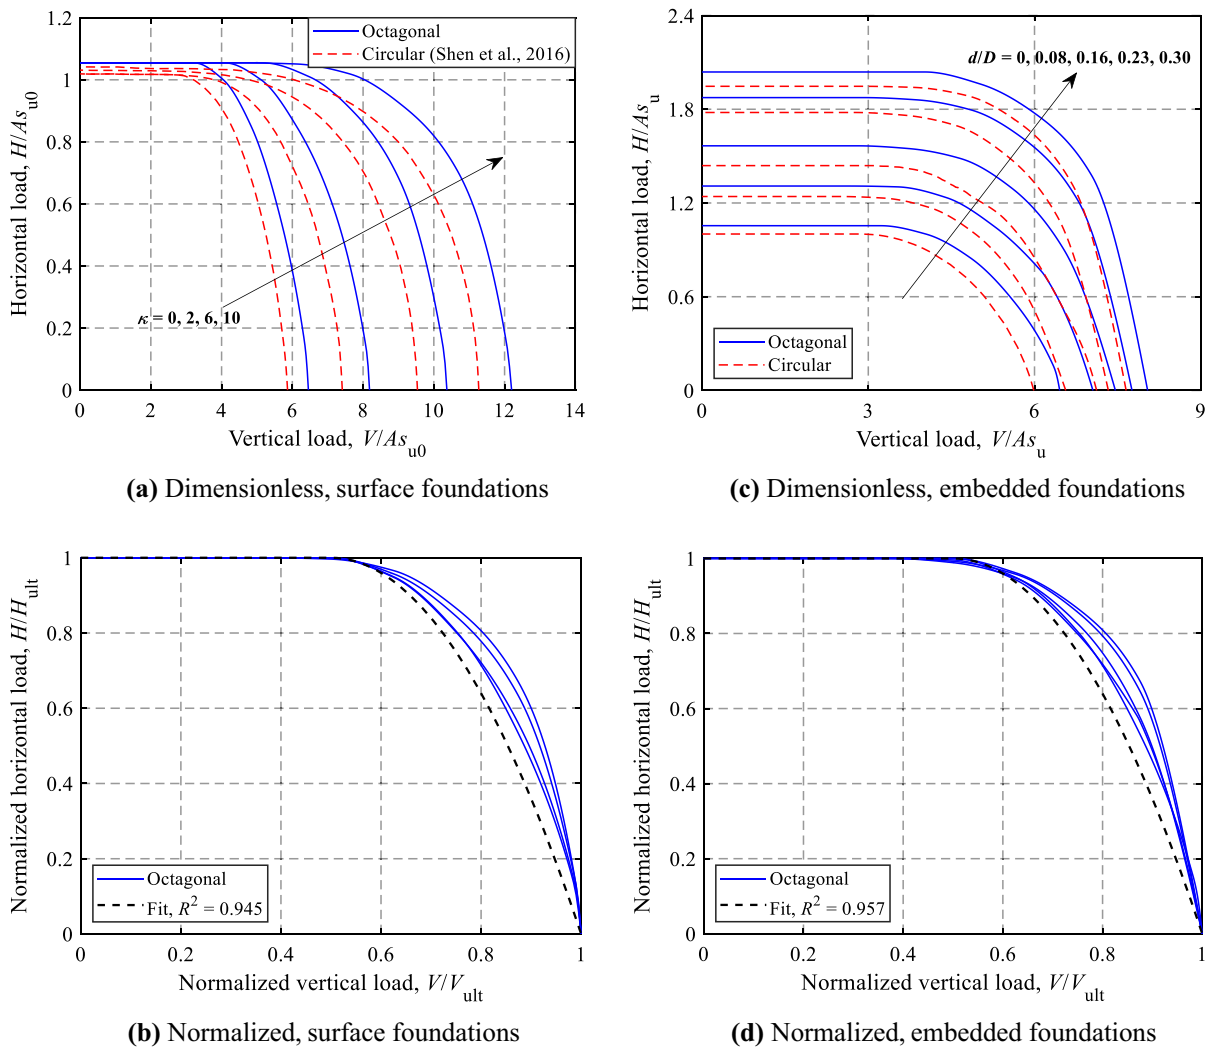 1.2
1
0.8
0.6
0.4
0.2
0
Horizontal load, H/As_u0
Octagonal
Circular (Shen et al., 2016)
κ = 0, 2, 6, 10
0 2 4 6 8 10 12 14
Vertical load, V/As_u0
(a) Dimensionless, surface foundations
2.4
1.8
1.2
0.6
0
Horizontal load, H/As_u
d/D = 0, 0.08, 0.16, 0.23, 0.30
Octagonal
Circular
0 3 6 9
Vertical load, V/As_u
(c) Dimensionless, embedded foundations
1
0.8
0.6
0.4
0.2
0
Normalized horizontal load, H/H_ult
Octagonal
Fit, R² = 0.945
0 0.2 0.4 0.6 0.8 1
Normalized vertical load, V/V_ult
(b) Normalized, surface foundations
1
0.8
0.6
0.4
0.2
0
Normalized horizontal load, H/H_ult
Octagonal
Fit, R² = 0.957
0 0.2 0.4 0.6 0.8 1
Normalized vertical load, V/V_ult
(d) Normalized, embedded foundations